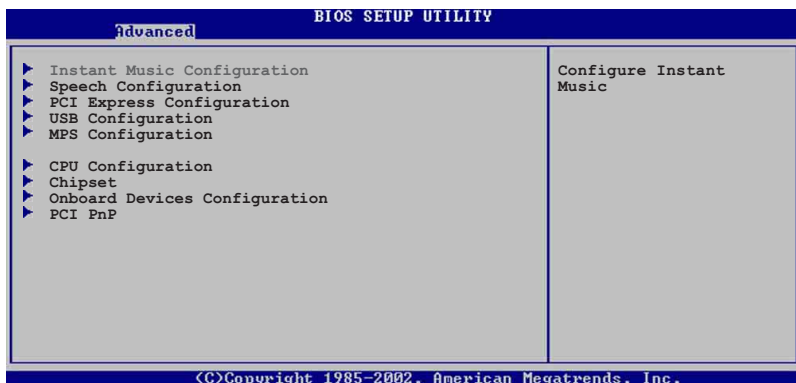 BIOS SETUP UTILITY
Advanced
Instant Music Configuration
Speech Configuration
PCI Express Configuration
USB Configuration
MPS Configuration
CPU Configuration
Chipset
Onboard Devices Configuration
PCI PnP
Configure Instant
Music
(C)Copyright 1985-2002, American Megatrends, Inc.